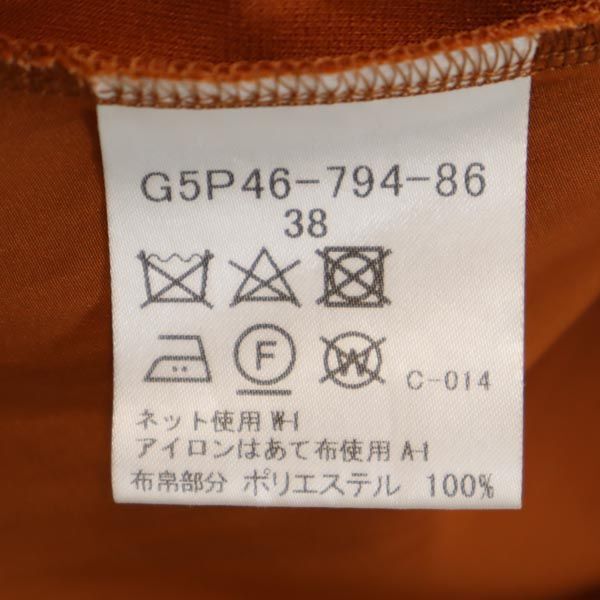 G5P46-794-86
38
F W C-014
ネット使用 W-I
アイロンはあて布使用 A-I
布帛部分 ポリエステル 100%